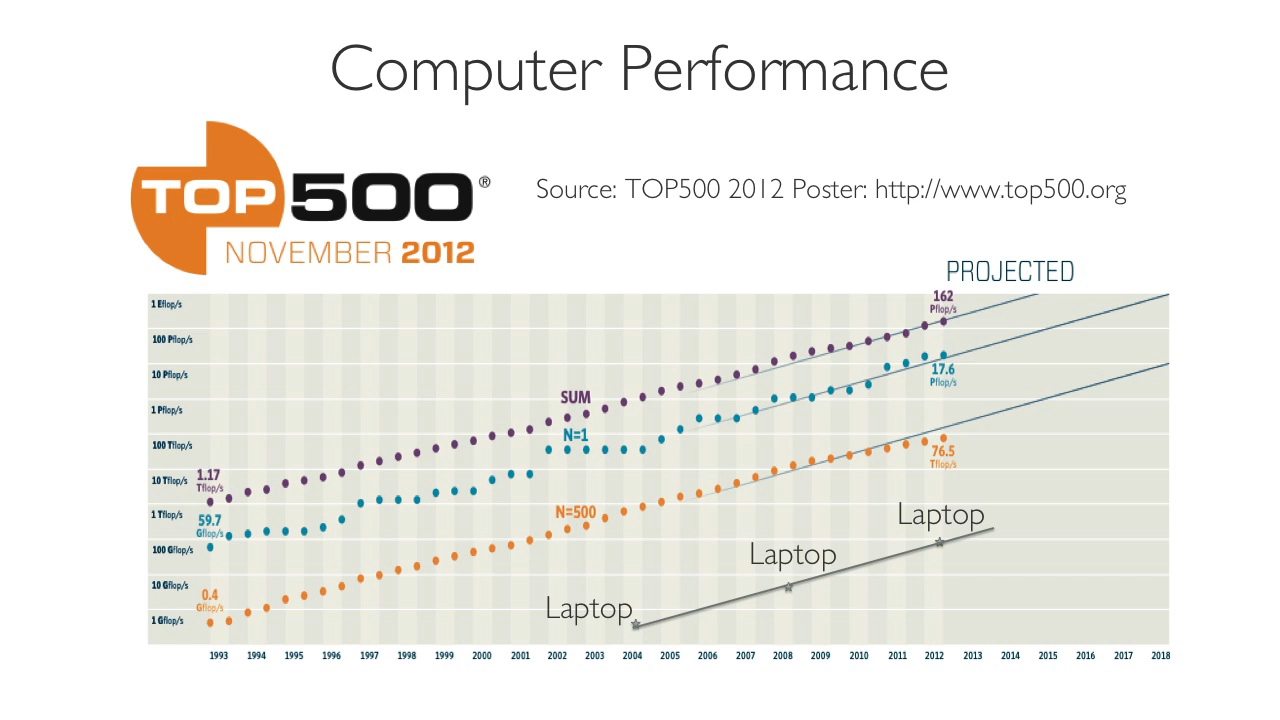 Computer Performance
TOP 500®
NOVEMBER 2012
Source: TOP500 2012 Poster: http://www.top500.org
PROJECTED
1 Eflop/s
162
Pflop/s
100 Pflop/s
10 Pflop/s
17.6
Pflop/s
1 Pflop/s
SUM
N=1
100 Tflop/s
76.5
Tflop/s
1.17
Tflop/s
10 Tflop/s
1 Tflop/s
N=500
Laptop
59.7
Gflop/s
100 Gflop/s
Laptop
10 Gflop/s
0.4
Gflop/s
Laptop
1 Gflop/s
1993 1994 1995 1996 1997 1998 1999 2000 2001 2002 2003 2004 2005 2006 2007 2008 2009 2010 2011 2012 2013 2014 2015 2016 2017 2018